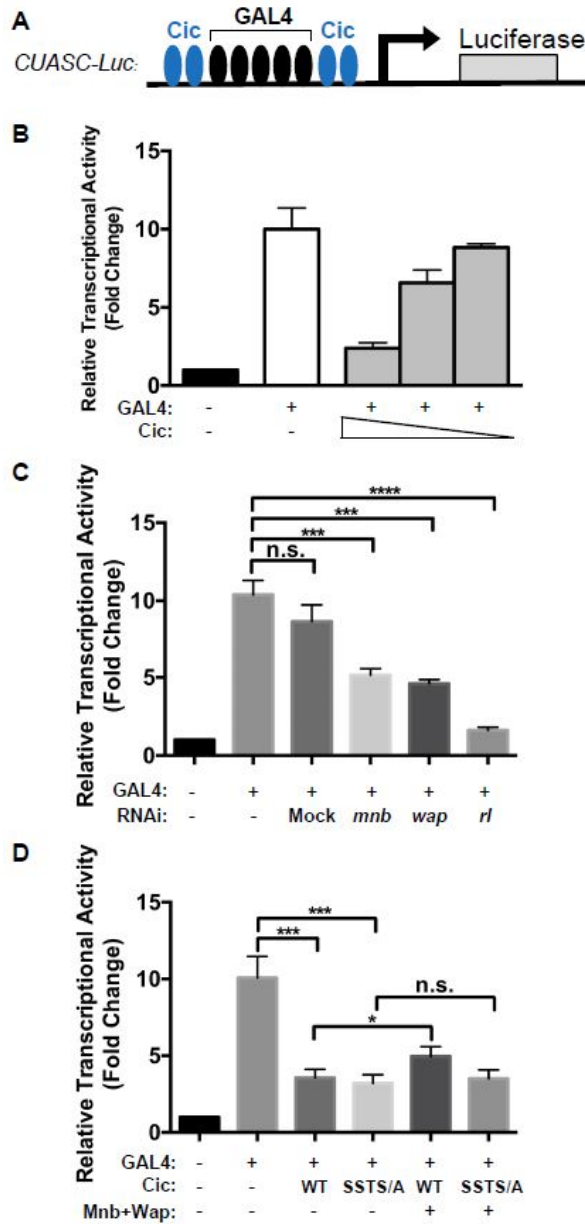 A
GAL4
Cic Cic
CUASC-Luc: Luciferase
B
Relative Transcriptional Activity
(Fold Change)
15
10
5
0
GAL4: - + + + +
Cic: - -
C
Relative Transcriptional Activity
(Fold Change)
****
***
***
n.s.
15
10
5
0
GAL4: - + + + + +
RNAi: - - Mock mnb wap rl
D
Relative Transcriptional Activity
(Fold Change)
15
10
5
0
***
***
n.s.
*
GAL4: - + + + + +
Cic: - - WT SSTS/A WT SSTS/A
Mnb+Wap: - - - - + +